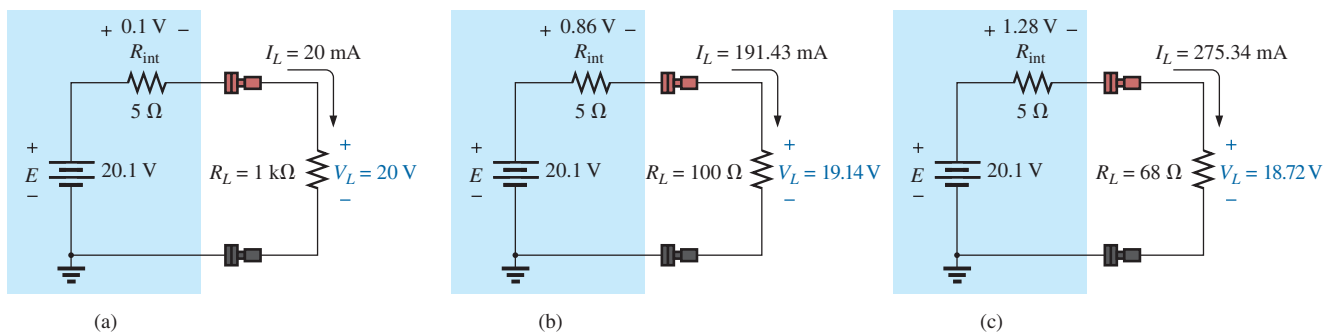 + 0.1 V −
R_int
I_L = 20 mA
5 Ω
+
E
−
20.1 V
R_L = 1 kΩ
+
V_L = 20 V
−
(a)
+ 0.86 V −
R_int
I_L = 191.43 mA
5 Ω
+
E
−
20.1 V
R_L = 100 Ω
+
V_L = 19.14 V
−
(b)
+ 1.28 V −
R_int
I_L = 275.34 mA
5 Ω
+
E
−
20.1 V
R_L = 68 Ω
+
V_L = 18.72 V
−
(c)